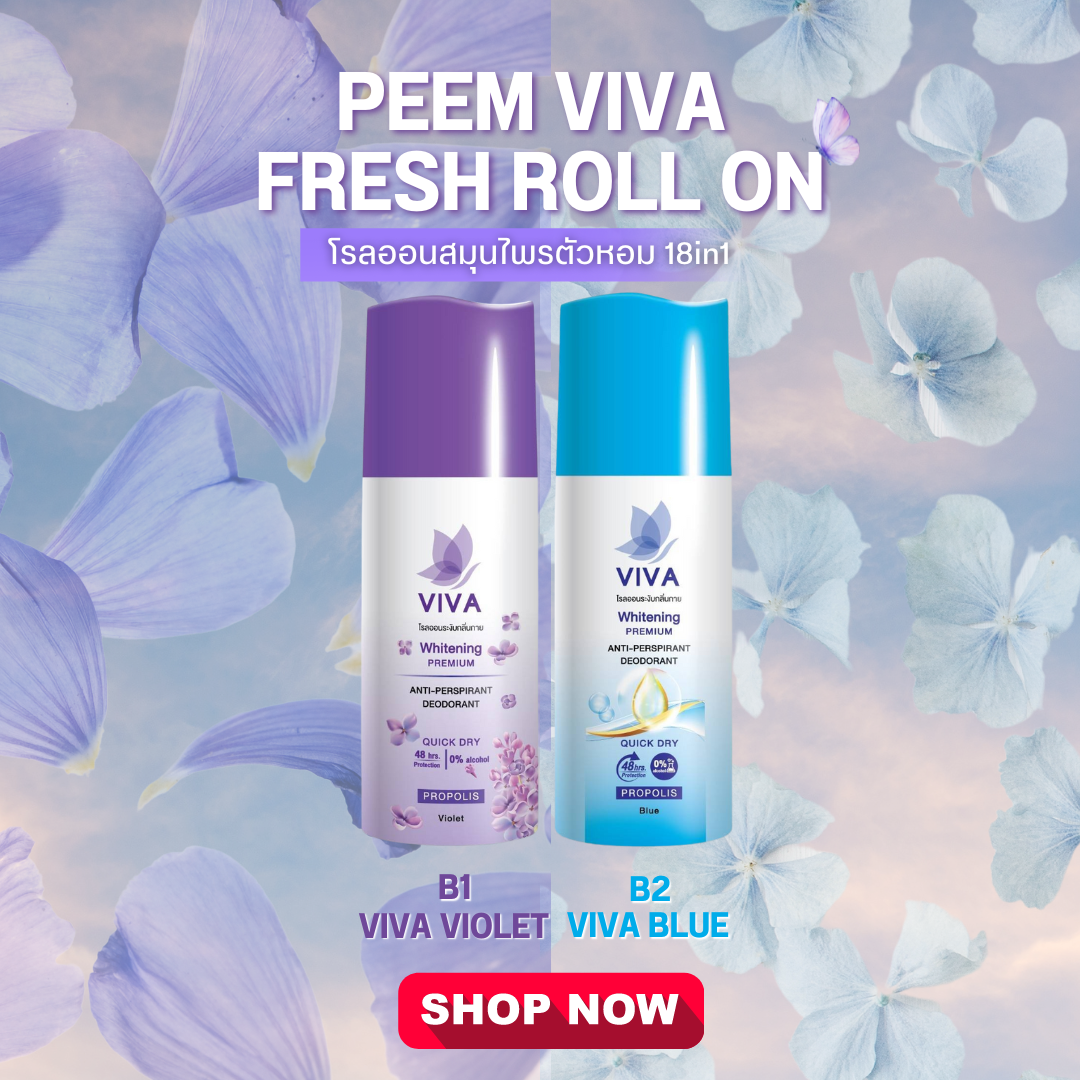 PEEM VIVA
FRESH ROLL ON
โรลออนสมุนไพรตัวหอม 18in1
VIVA
โรลออนระงับกลิ่นกาย
Whitening
PREMIUM
ANTI-PERSPIRANT
DEODORANT
QUICK DRY
48 hrs.
Protection
0% alcohol
PROPOLIS
Violet
VIVA
โรลออนระงับกลิ่นกาย
Whitening
PREMIUM
ANTI-PERSPIRANT
DEODORANT
QUICK DRY
48hrs.
Protection
0%
alcohol
PROPOLIS
Blue
B1
VIVA VIOLET
B2
VIVA BLUE
SHOP NOW